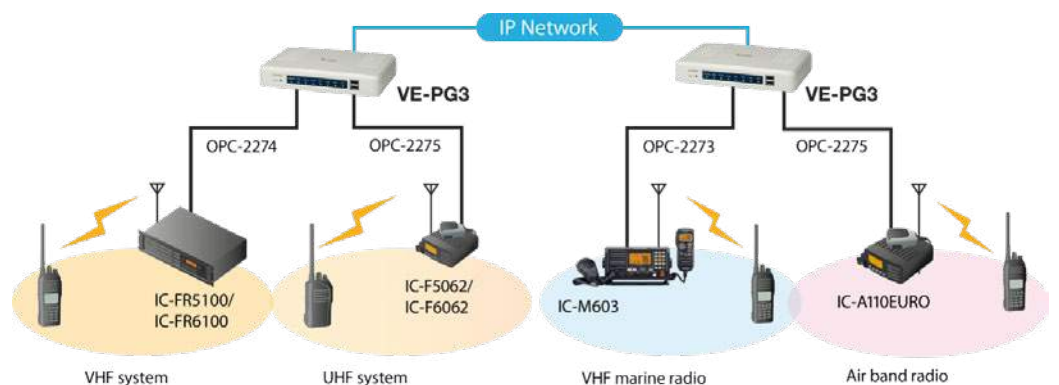 IP Network
VE-PG3
VE-PG3
OPC-2274
OPC-2275
OPC-2273
OPC-2275
IC-FR5100/
IC-FR6100
IC-F5062/
IC-F6062
IC-M603
IC-A110EURO
VHF system
UHF system
VHF marine radio
Air band radio